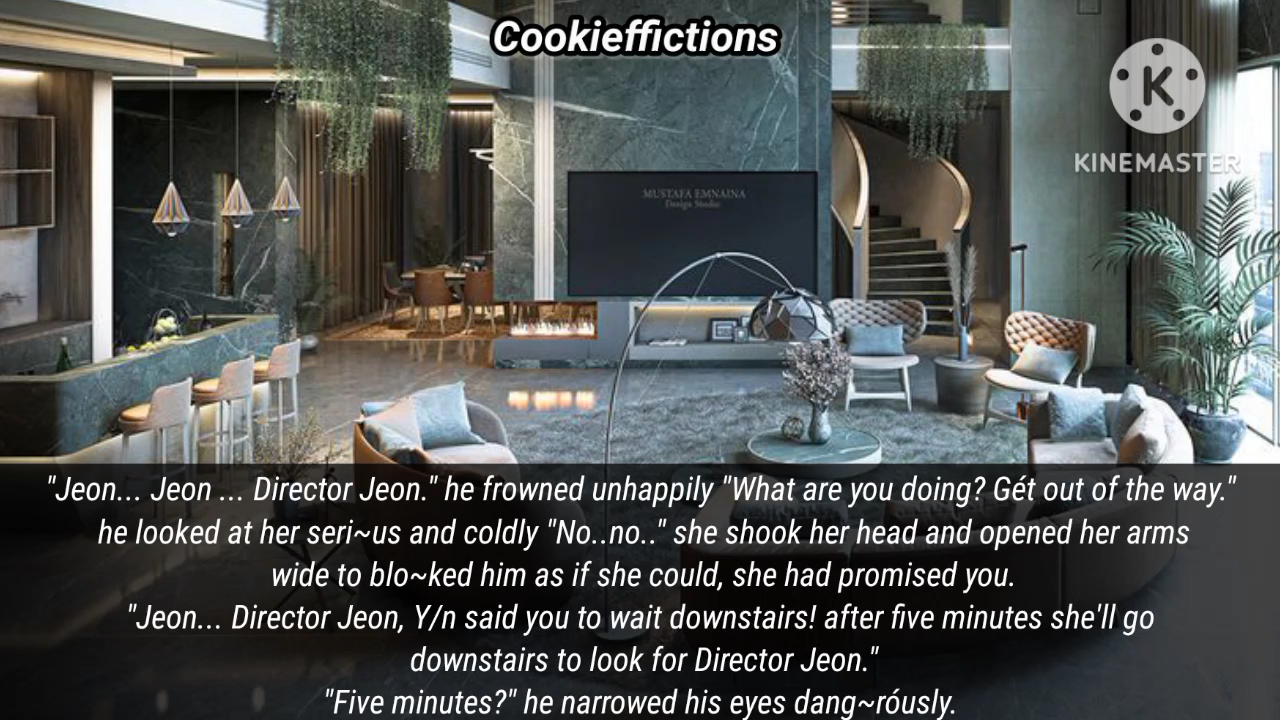 Cookieffictions
K
KINEMASTER
MUSTAFA EMNAINA
Design Studio
"Jeon... Jeon ... Director Jeon." he frowned unhappily "What are you doing? Gét out of the way."
he looked at her seri~us and coldly "No..no.." she shook her head and opened her arms
wide to blo~ked him as if she could, she had promised you.
"Jeon... Director Jeon, Y/n said you to wait downstairs! after five minutes she'll go
downstairs to look for Director Jeon."
"Five minutes?" he narrowed his eyes dang~róusly.